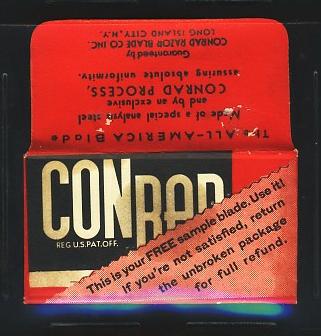 The ALL-AMERICA Blade
Made of a special analysis steel
and by an exclusive
CONRAD PROCESS,
assuring absolute uniformity.
Guaranteed by
CONRAD RAZOR BLADE CO INC.
LONG ISLAND CITY, N.Y.
CONRAD
REG U.S.PAT.OFF.
This is your FREE sample blade. Use it!
If you're not satisfied, return
the unbroken package
for full refund.